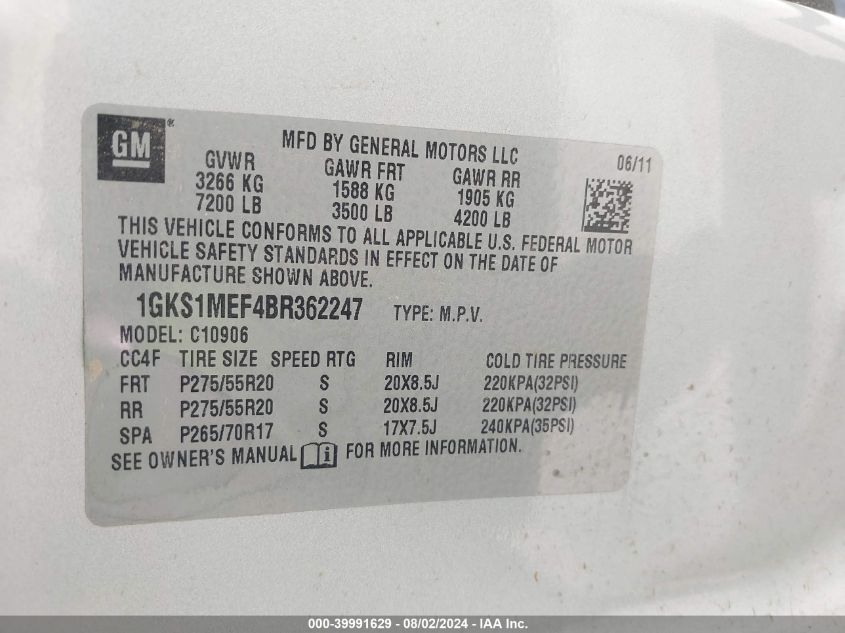 GM ®
MFD BY GENERAL MOTORS LLC
06/11
GVWR GAWR FRT GAWR RR
3266 KG 1588 KG 1905 KG
7200 LB 3500 LB 4200 LB
THIS VEHICLE CONFORMS TO ALL APPLICABLE U.S. FEDERAL MOTOR
VEHICLE SAFETY STANDARDS IN EFFECT ON THE DATE OF
MANUFACTURE SHOWN ABOVE.
1GKS1MEF4BR362247 TYPE: M.P.V.
MODEL: C10906
CC4F TIRE SIZE SPEED RTG RIM COLD TIRE PRESSURE
FRT P275/55R20 S 20X8.5J 220KPA(32PSI)
RR P275/55R20 S 20X8.5J 220KPA(32PSI)
SPA P265/70R17 S 17X7.5J 240KPA(35PSI)
SEE OWNER'S MANUAL FOR MORE INFORMATION.
000-39991629 - 08/02/2024 - IAA Inc.